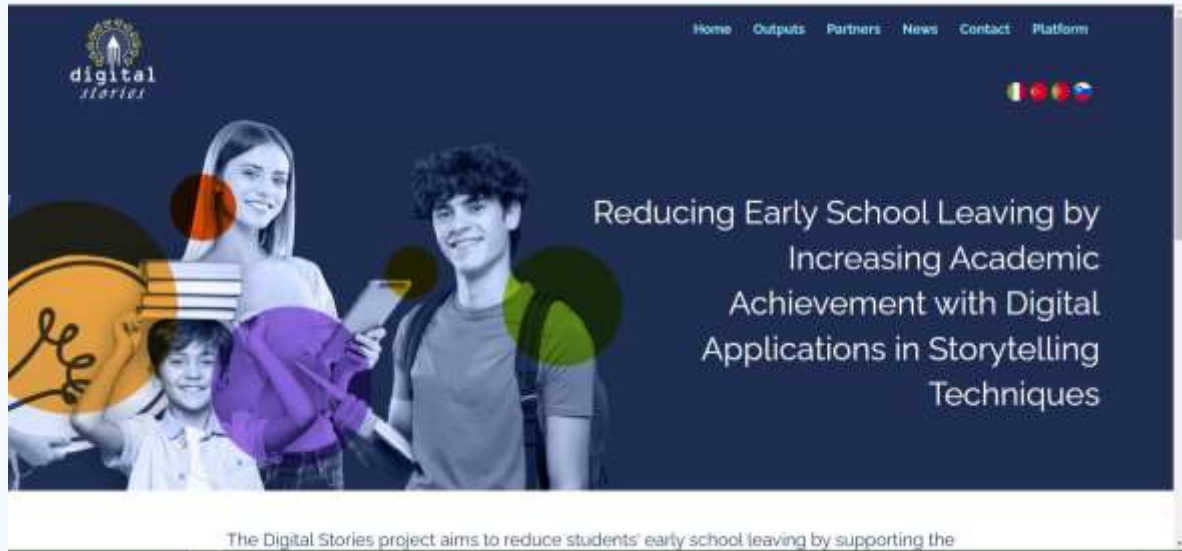 digital
stories
Home Outputs Partners News Contact Platform
Reducing Early School Leaving by
Increasing Academic
Achievement with Digital
Applications in Storytelling
Techniques
The Digital Stories project aims to reduce students' early school leaving by supporting the